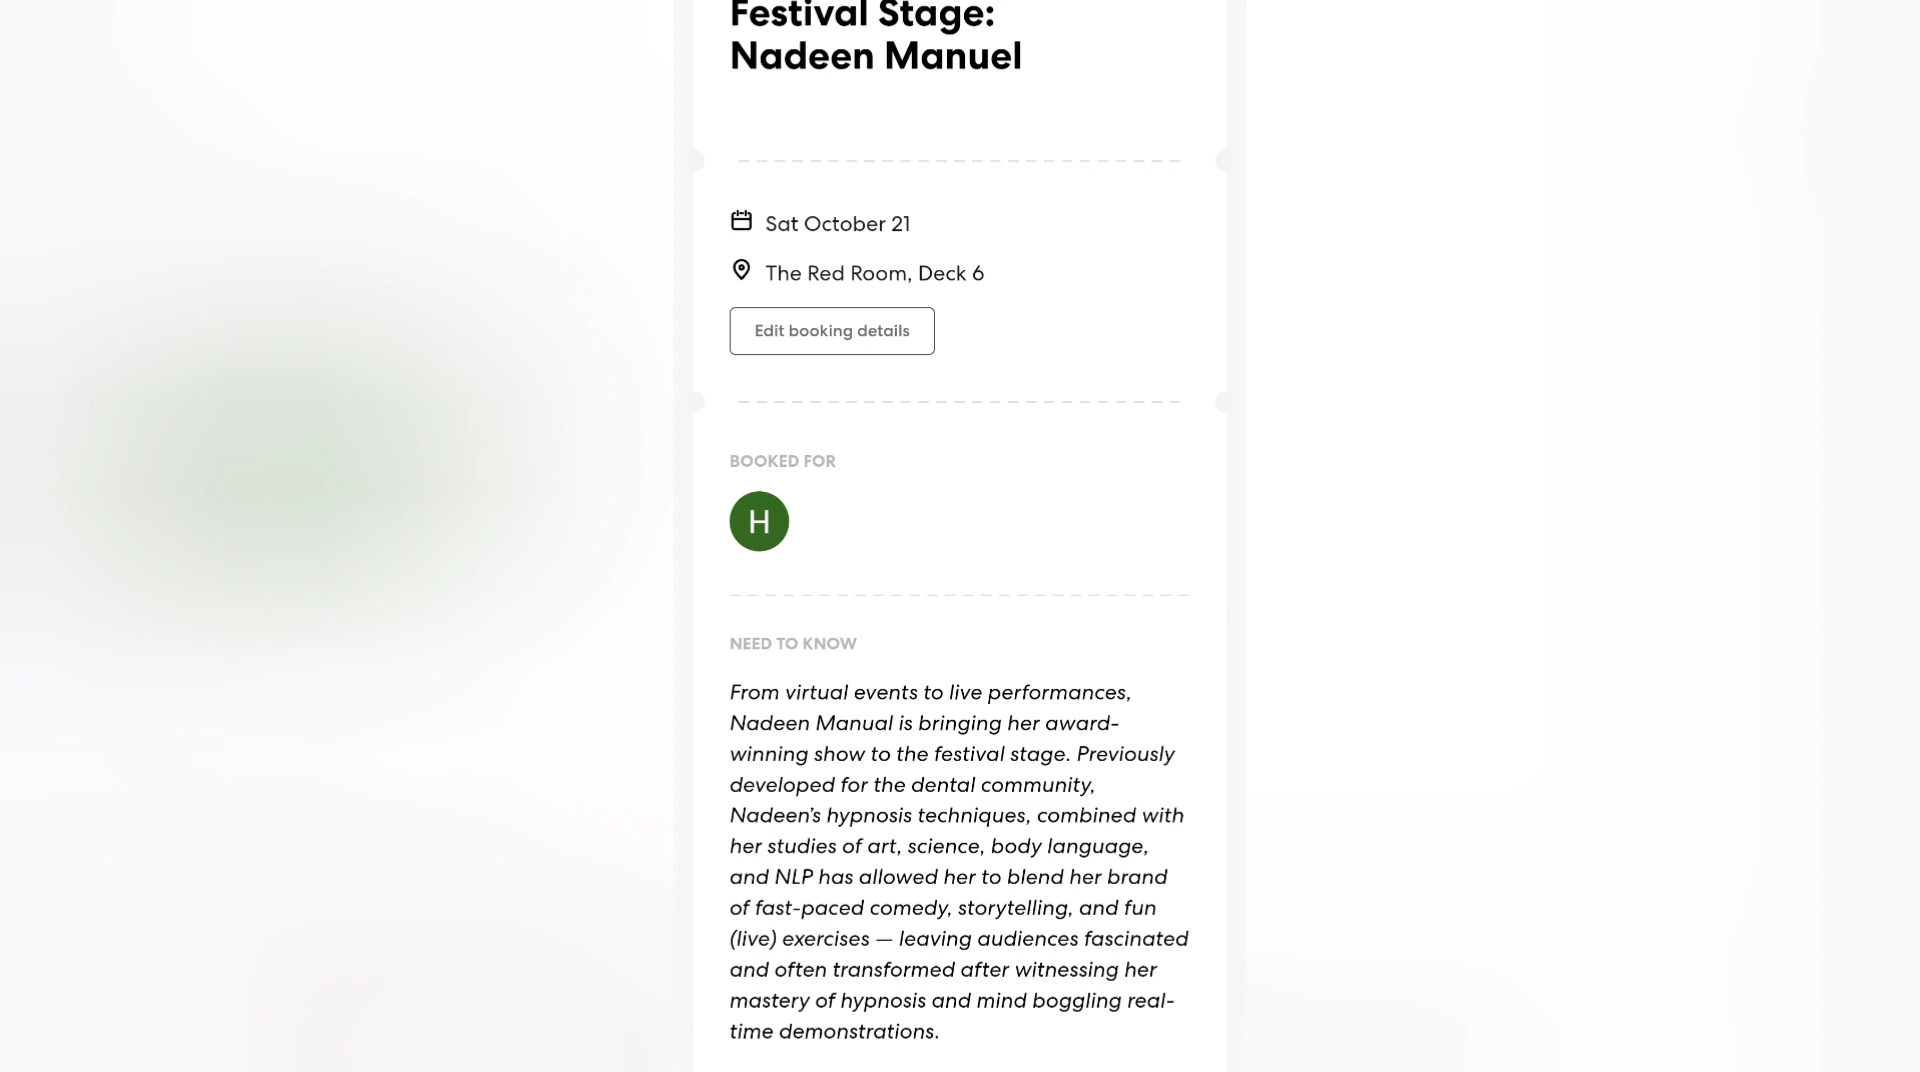 Festival Stage:
Nadeen Manuel
Sat October 21
The Red Room, Deck 6
Edit booking details
BOOKED FOR
H
NEED TO KNOW
From virtual events to live performances,
Nadeen Manual is bringing her award-
winning show to the festival stage. Previously
developed for the dental community,
Nadeen’s hypnosis techniques, combined with
her studies of art, science, body language,
and NLP has allowed her to blend her brand
of fast-paced comedy, storytelling, and fun
(live) exercises — leaving audiences fascinated
and often transformed after witnessing her
mastery of hypnosis and mind boggling real-
time demonstrations.